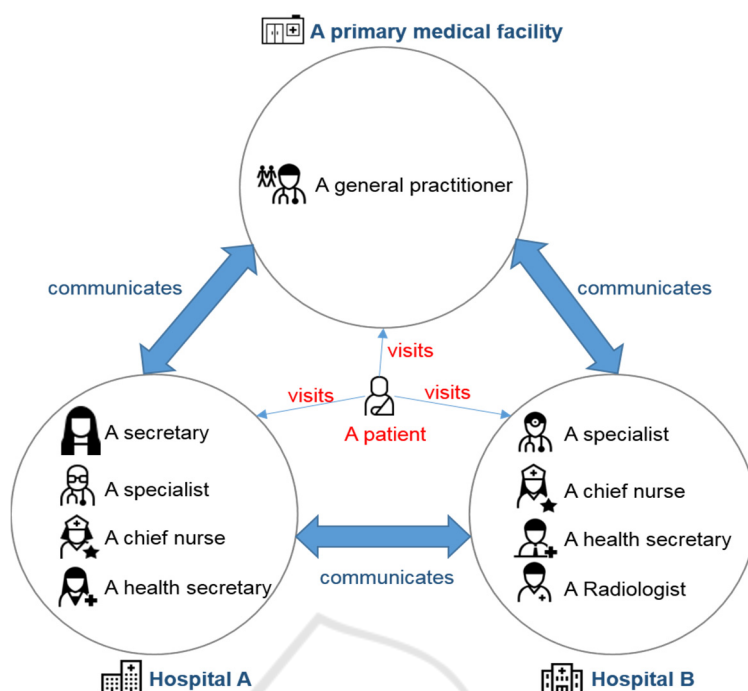 A primary medical facility
A general practitioner
communicates
communicates
visits
visits
visits
A patient
A secretary
A specialist
A chief nurse
A health secretary
A specialist
A chief nurse
A health secretary
A Radiologist
communicates
Hospital A
Hospital B